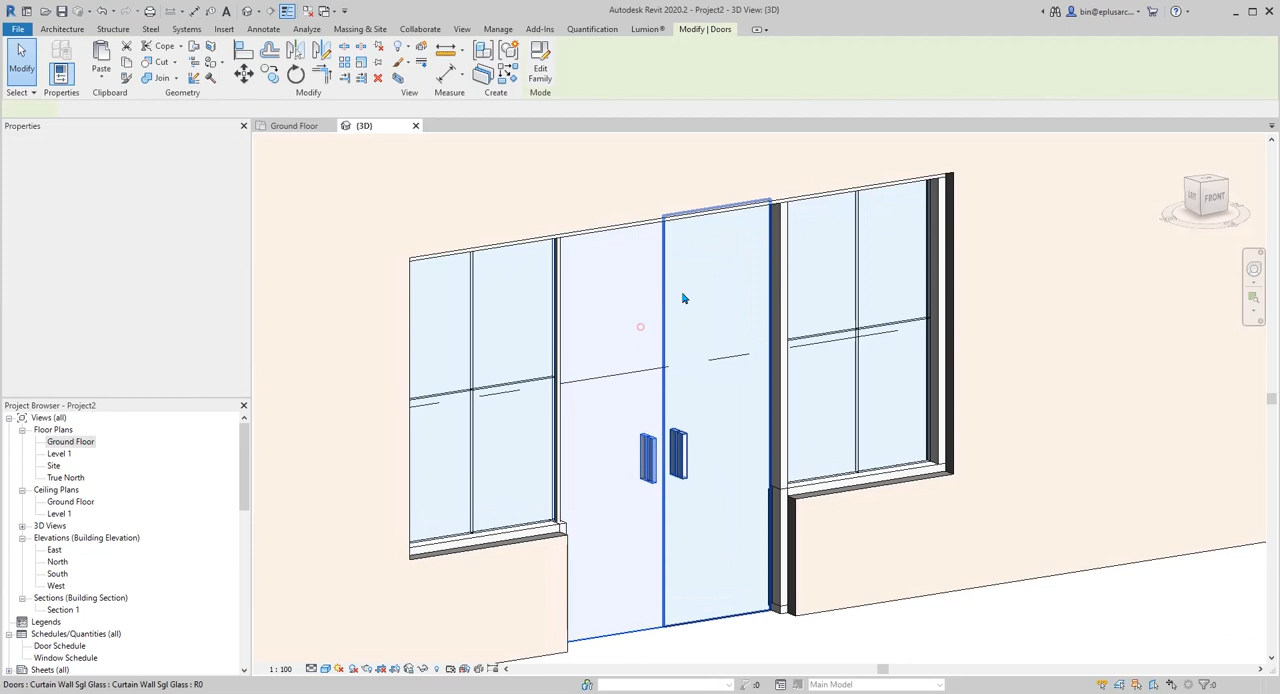 Autodesk Revit 2020.2 - Project2 - 3D View: {3D}
bin@eplusarc...
File Architecture Structure Steel Systems Insert Annotate Analyze Massing & Site Collaborate View Manage Add-Ins Quantification Lumion® Modify | Doors
Modify Paste Cope Cut Join Edit Family
Select Properties Clipboard Geometry Modify View Measure Create Mode
Properties
Ground Floor {3D}
LEFT FRONT
Project Browser - Project2
Views (all)
Floor Plans
Ground Floor
Level 1
Site
True North
Ceiling Plans
Ground Floor
Level 1
3D Views
Elevations (Building Elevation)
East
North
South
West
Sections (Building Section)
Section 1
Legends
Schedules/Quantities (all)
Door Schedule
Window Schedule
Sheets (all)
1 : 100
Doors : Curtain Wall Sgl Glass : Curtain Wall Sgl Glass : R0
:0 Main Model :0